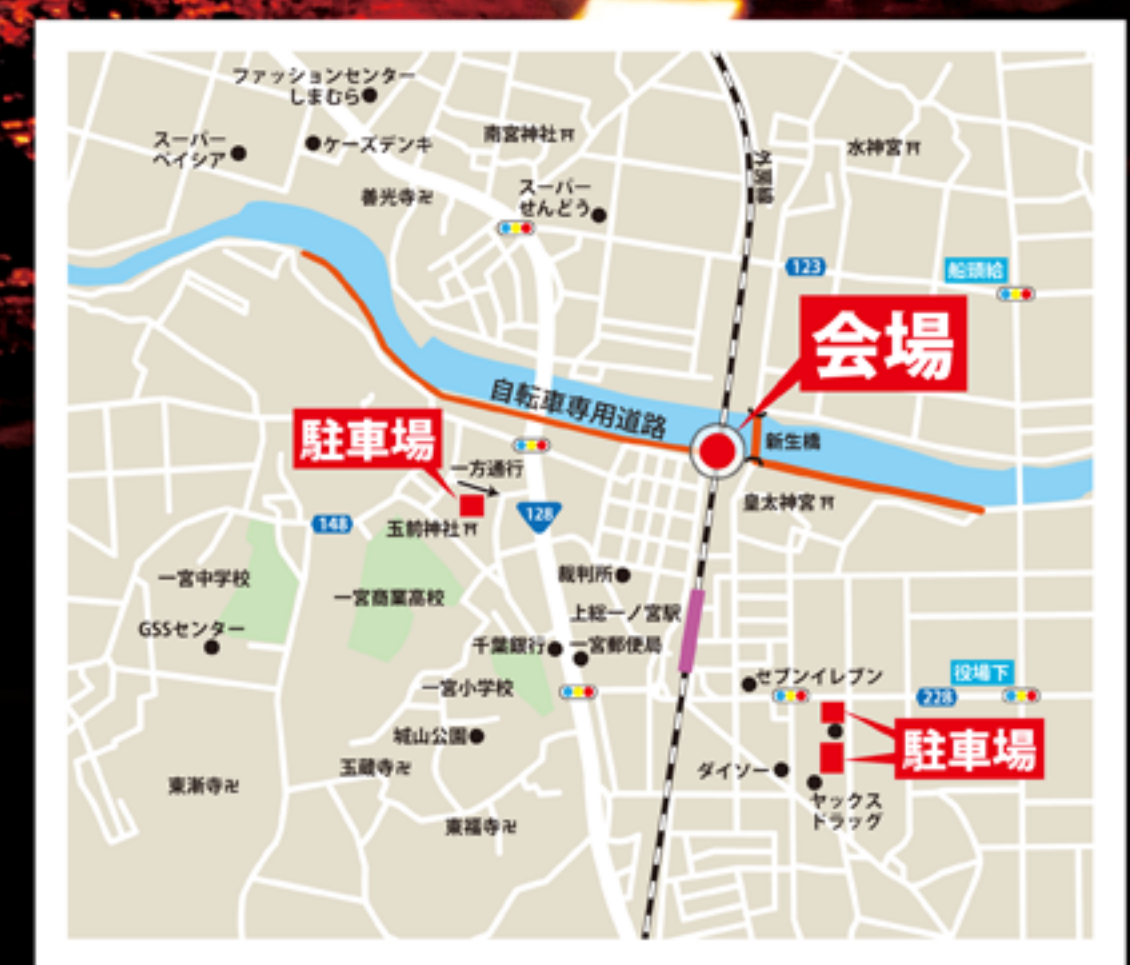 ファッションセンター
しまむら
スーパー
ベイシア
ケーズデンキ
南宮神社
水神宮
善光寺
スーパー
せんどう
外房線
123
船頭給
会場
自転車専用道路
新生橋
駐車場
一方通行
皇太神宮
128
148
玉前神社
裁判所
一宮中学校
一宮商業高校
上総一ノ宮駅
GSSセンター
千葉銀行
一宮郵便局
セブンイレブン
役場下
228
一宮小学校
城山公園
駐車場
玉蔵寺
ダイソー
東漸寺
ヤックス
ドラッグ
東福寺